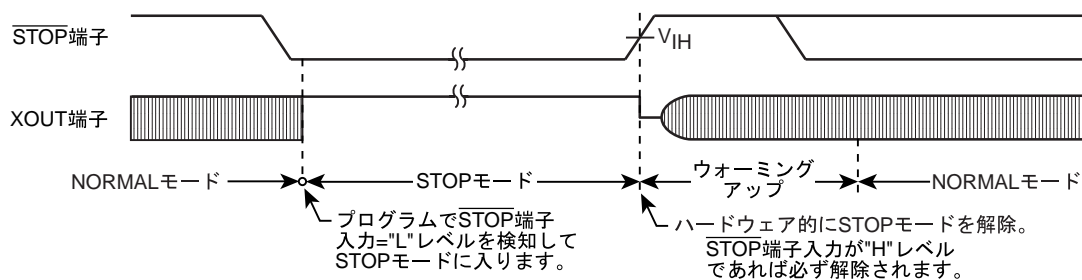 STOP端子
VIH
XOUT端子
NORMALモード
STOPモード
ウォーミング
アップ
NORMALモード
プログラムでSTOP端子
入力="L"レベルを検知して
STOPモードに入ります。
ハードウェア的にSTOPモードを解除。
STOP端子入力が"H"レベル
であれば必ず解除されます。